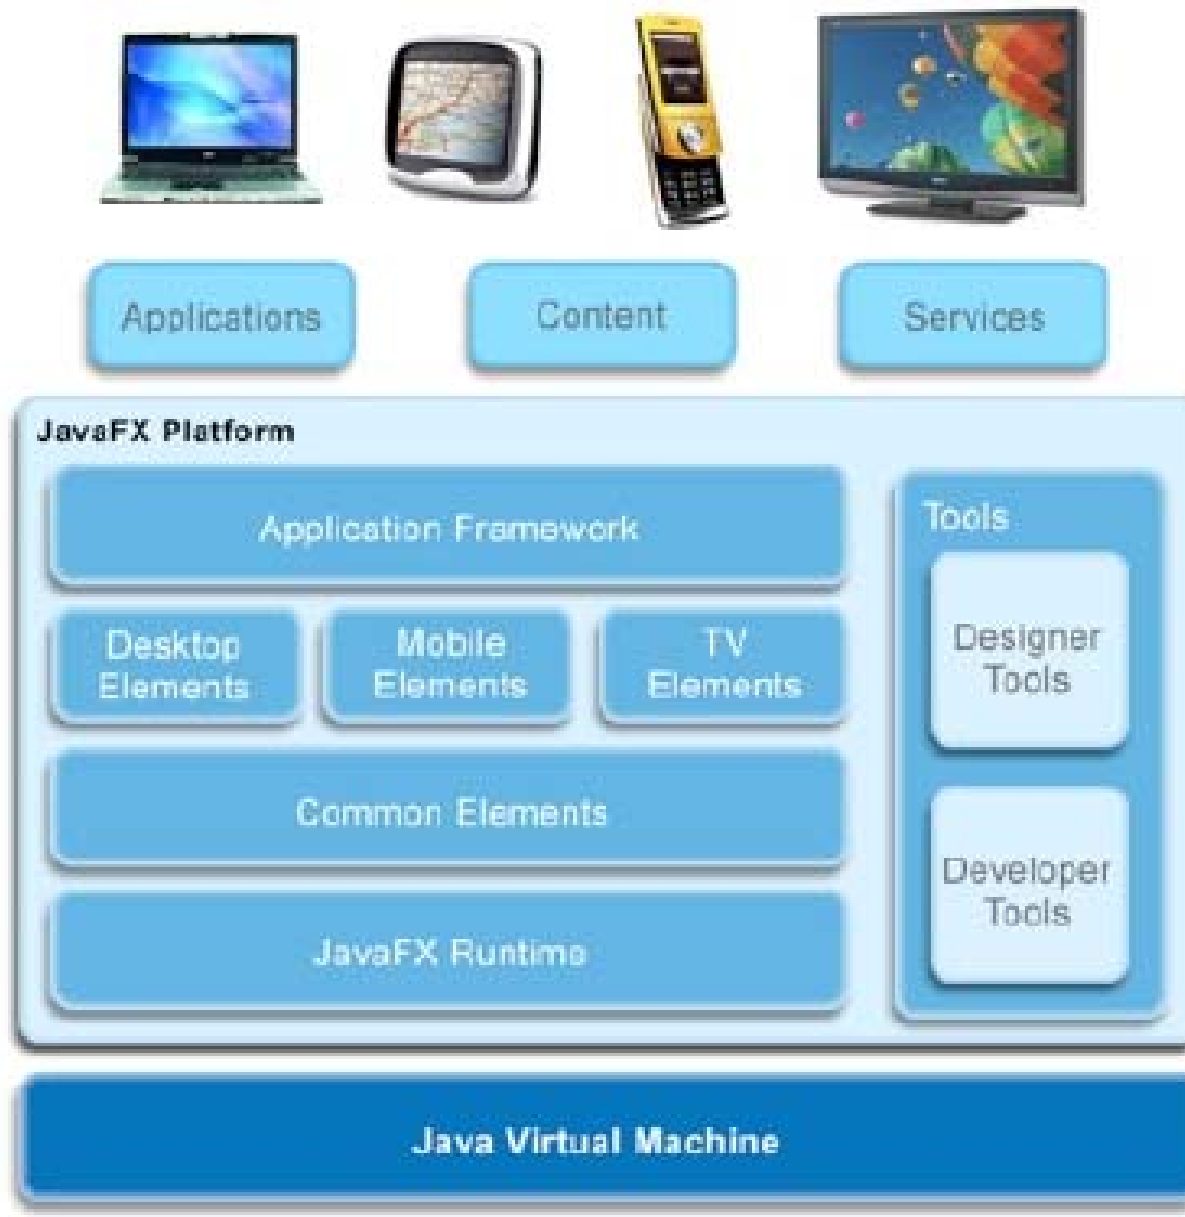 Applications
Content
Services
JavaFX Platform
Application Framework
Desktop
Elements
Mobile
Elements
TV
Elements
Common Elements
JavaFX Runtime
Tools
Designer
Tools
Developer
Tools
Java Virtual Machine